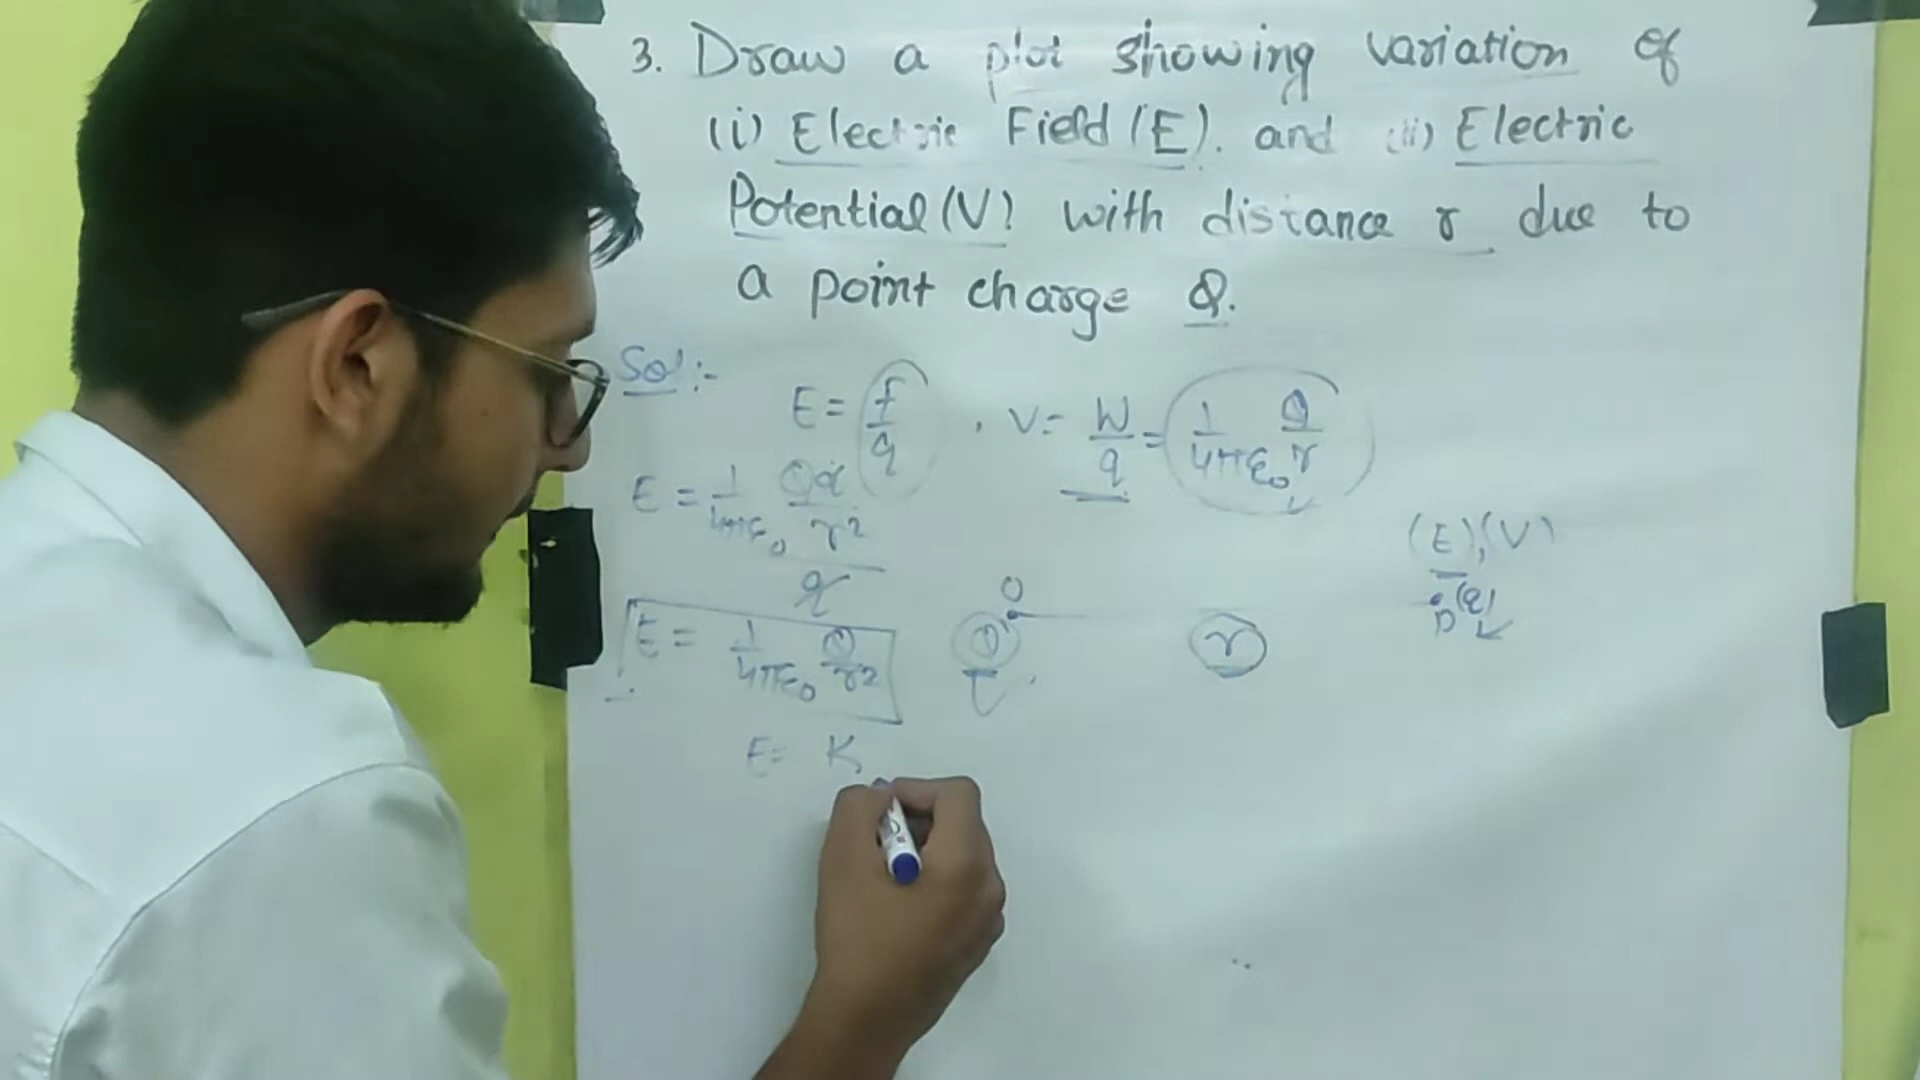 3. Draw a plot showing variation of
(i) Electric Field (E). and (ii) Electric
Potential (V) with distance r due to
a point charge Q.
Sol:-
E = f/q , V = W/q = 1/4πε₀ Q/r
E = 1/4πε₀ Qq/r² / q
(E), (V)
O
Q r P (q)
E = 1/4πε₀ Q/r²
E = K